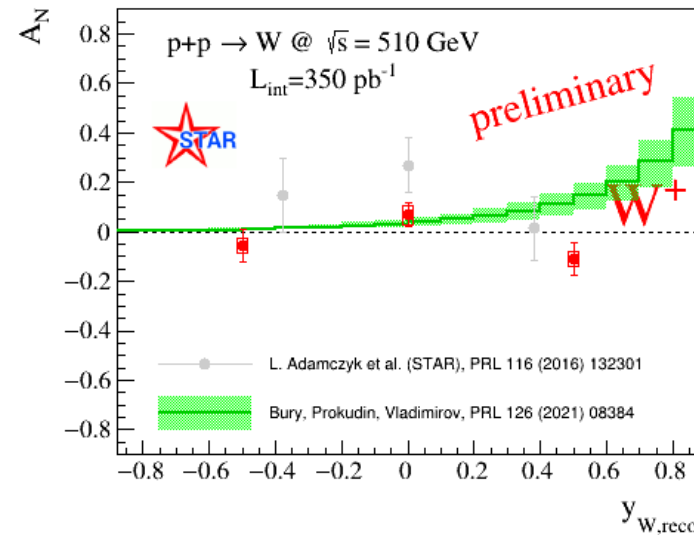 A_N
p+p → W @ √s = 510 GeV
L_int=350 pb^-1
preliminary
STAR
W+
0.8
0.6
0.4
0.2
0
−0.2
−0.4
−0.6
−0.8
L. Adamczyk et al. (STAR), PRL 116 (2016) 132301
Bury, Prokudin, Vladimirov, PRL 126 (2021) 08384
−0.8 −0.6 −0.4 −0.2 0 0.2 0.4 0.6 0.8
y_W,reco